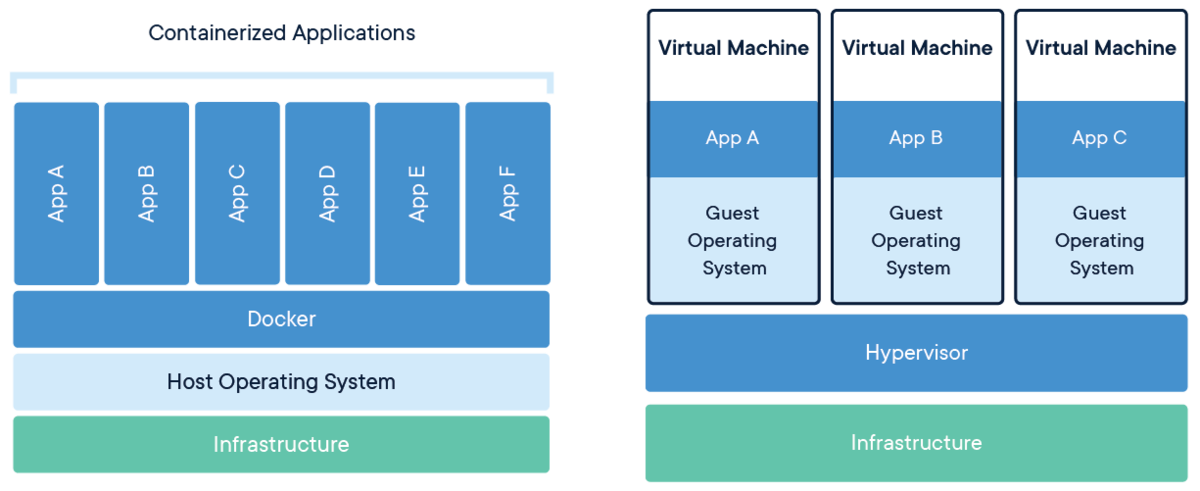 Containerized Applications
App A
App B
App C
App D
App E
App F
Docker
Host Operating System
Infrastructure
Virtual Machine
App A
Guest
Operating
System
Virtual Machine
App B
Guest
Operating
System
Virtual Machine
App C
Guest
Operating
System
Hypervisor
Infrastructure